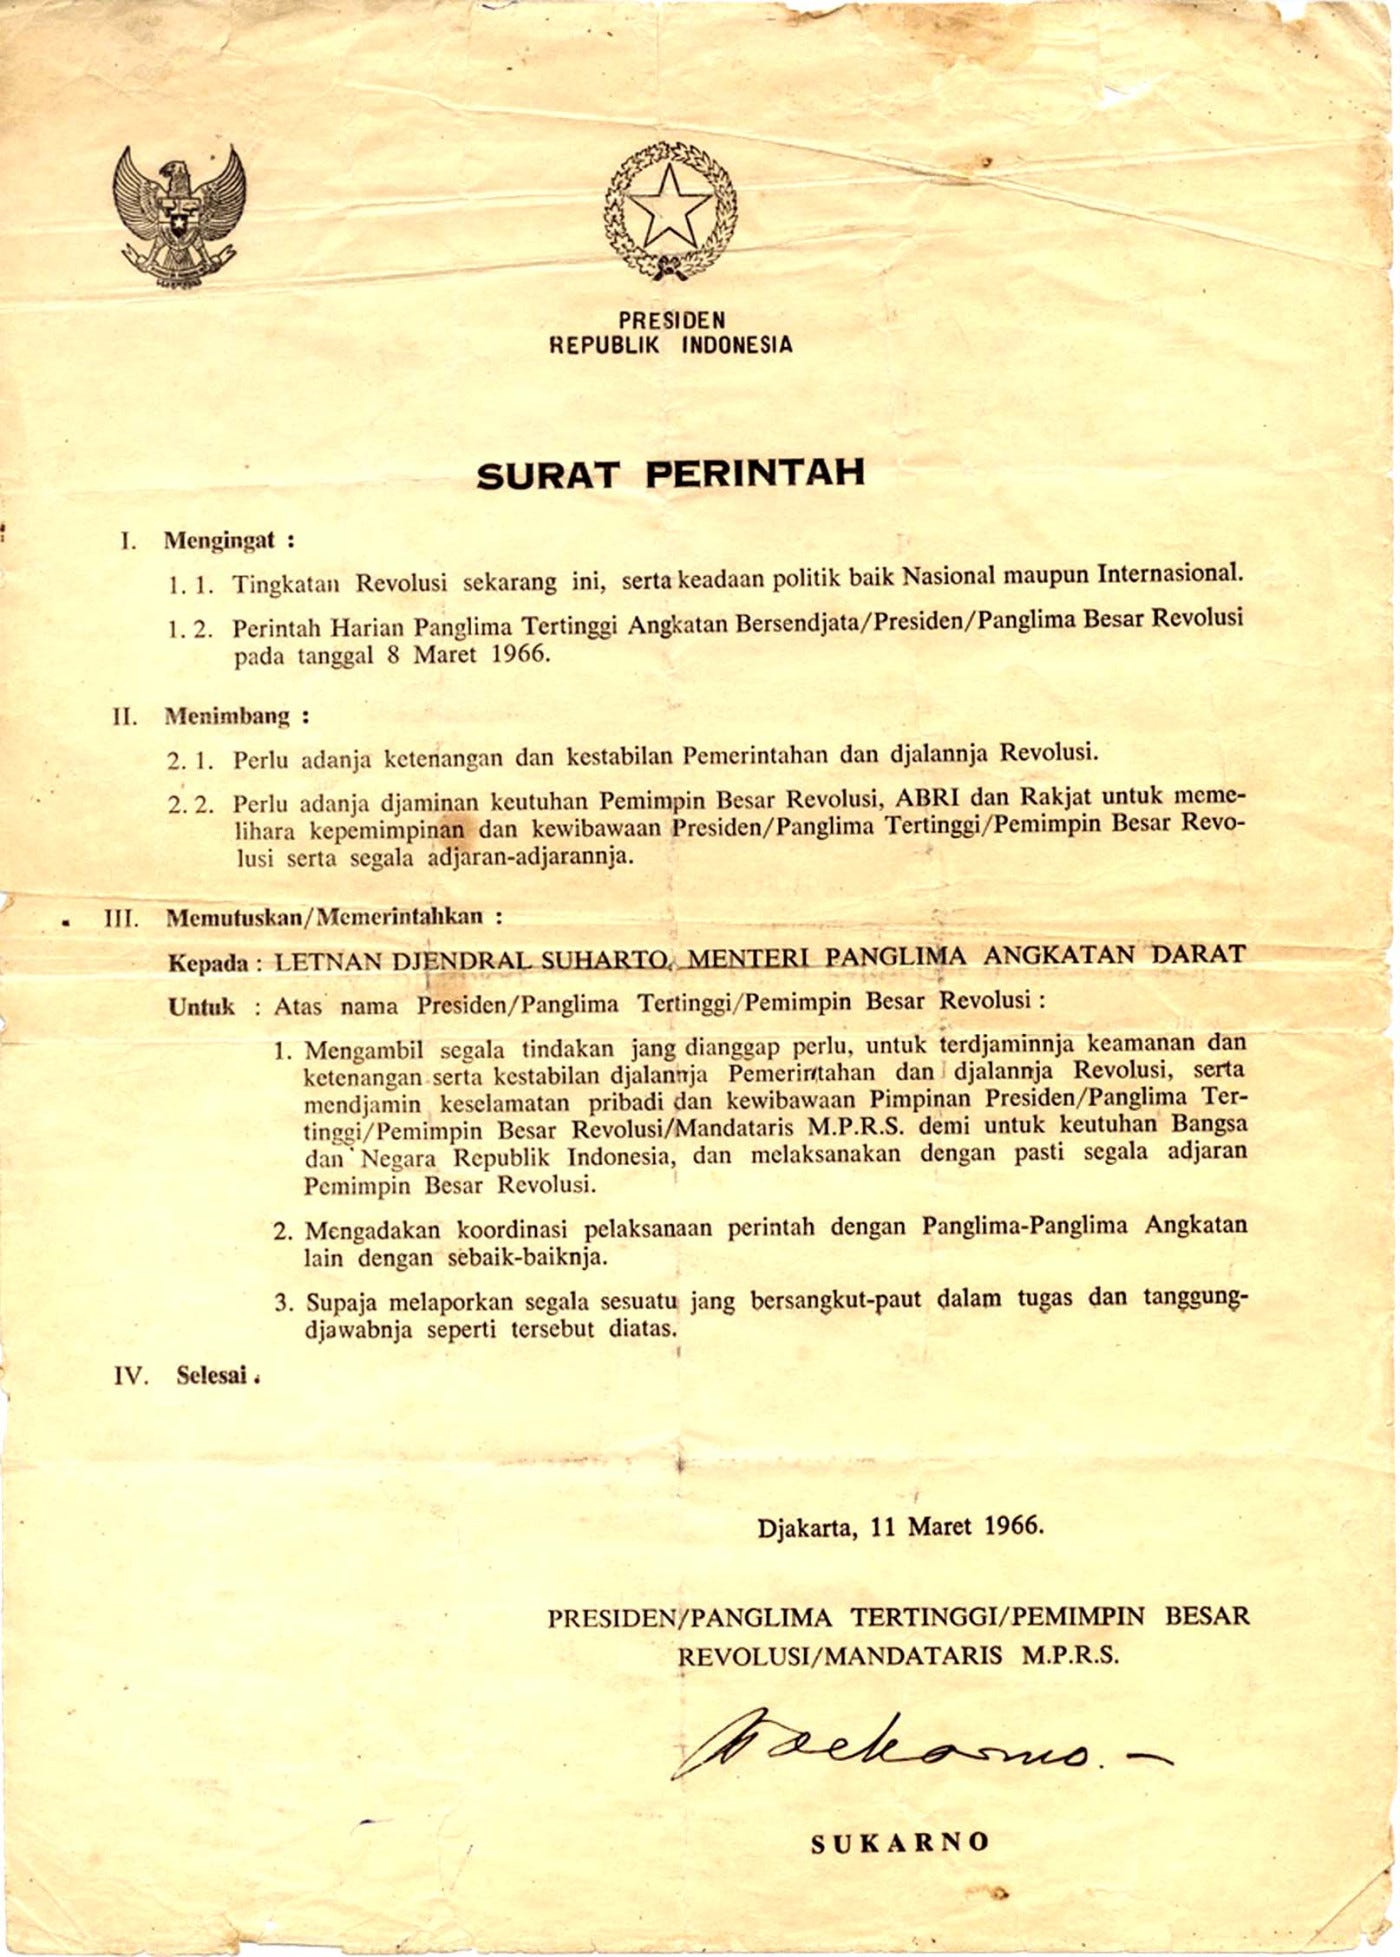 PRESIDEN
REPUBLIK INDONESIA
SURAT PERINTAH
I. Mengingat :
1. 1. Tingkatan Revolusi sekarang ini, serta keadaan politik baik Nasional maupun Internasional.
1. 2. Perintah Harian Panglima Tertinggi Angkatan Bersendjata/Presiden/Panglima Besar Revolusi
pada tanggal 8 Maret 1966.
II. Menimbang :
2. 1. Perlu adanja ketenangan dan kestabilan Pemerintahan dan djalannja Revolusi.
2. 2. Perlu adanja djaminan keutuhan Pemimpin Besar Revolusi, ABRI dan Rakjat untuk meme-
lihara kepemimpinan dan kewibawaan Presiden/Panglima Tertinggi/Pemimpin Besar Revo-
lusi serta segala adjaran-adjarannja.
III. Memutuskan/Memerintahkan :
Kepada : LETNAN DJENDRAL SUHARTO, MENTERI PANGLIMA ANGKATAN DARAT
Untuk : Atas nama Presiden/Panglima Tertinggi/Pemimpin Besar Revolusi :
1. Mengambil segala tindakan jang dianggap perlu, untuk terdjaminnja keamanan dan
ketenangan serta kestabilan djalannja Pemerintahan dan djalannja Revolusi, serta
mendjamin keselamatan pribadi dan kewibawaan Pimpinan Presiden/Panglima Ter-
tinggi/Pemimpin Besar Revolusi/Mandataris M.P.R.S. demi untuk keutuhan Bangsa
dan Negara Republik Indonesia, dan melaksanakan dengan pasti segala adjaran
Pemimpin Besar Revolusi.
2. Mengadakan koordinasi pelaksanaan perintah dengan Panglima-Panglima Angkatan
lain dengan sebaik-baiknja.
3. Supaja melaporkan segala sesuatu jang bersangkut-paut dalam tugas dan tanggung-
djawabnja seperti tersebut diatas.
IV. Selesai.
Djakarta, 11 Maret 1966.
PRESIDEN/PANGLIMA TERTINGGI/PEMIMPIN BESAR
REVOLUSI/MANDATARIS M.P.R.S.
Soekarno. –
SUKARNO